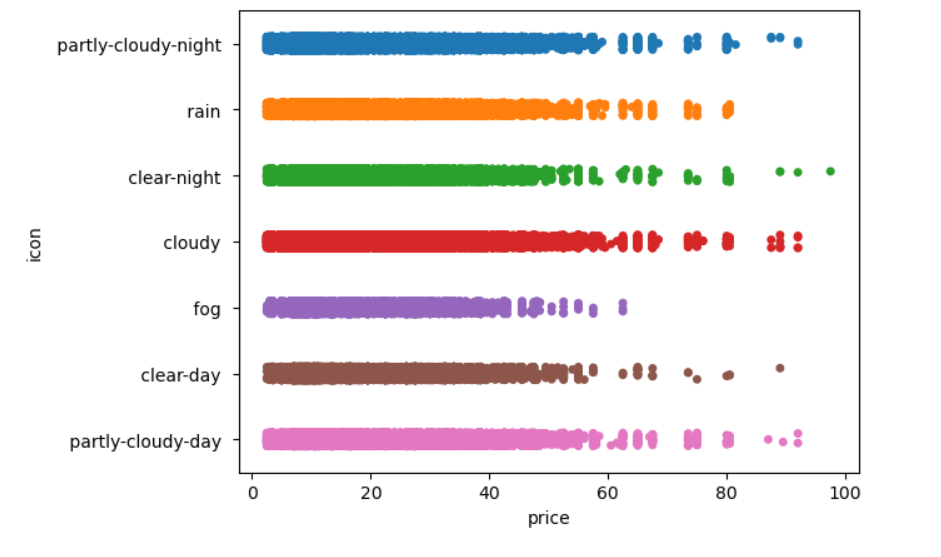 partly-cloudy-night
rain
clear-night
cloudy
fog
clear-day
partly-cloudy-day
icon
0 20 40 60 80 100
price